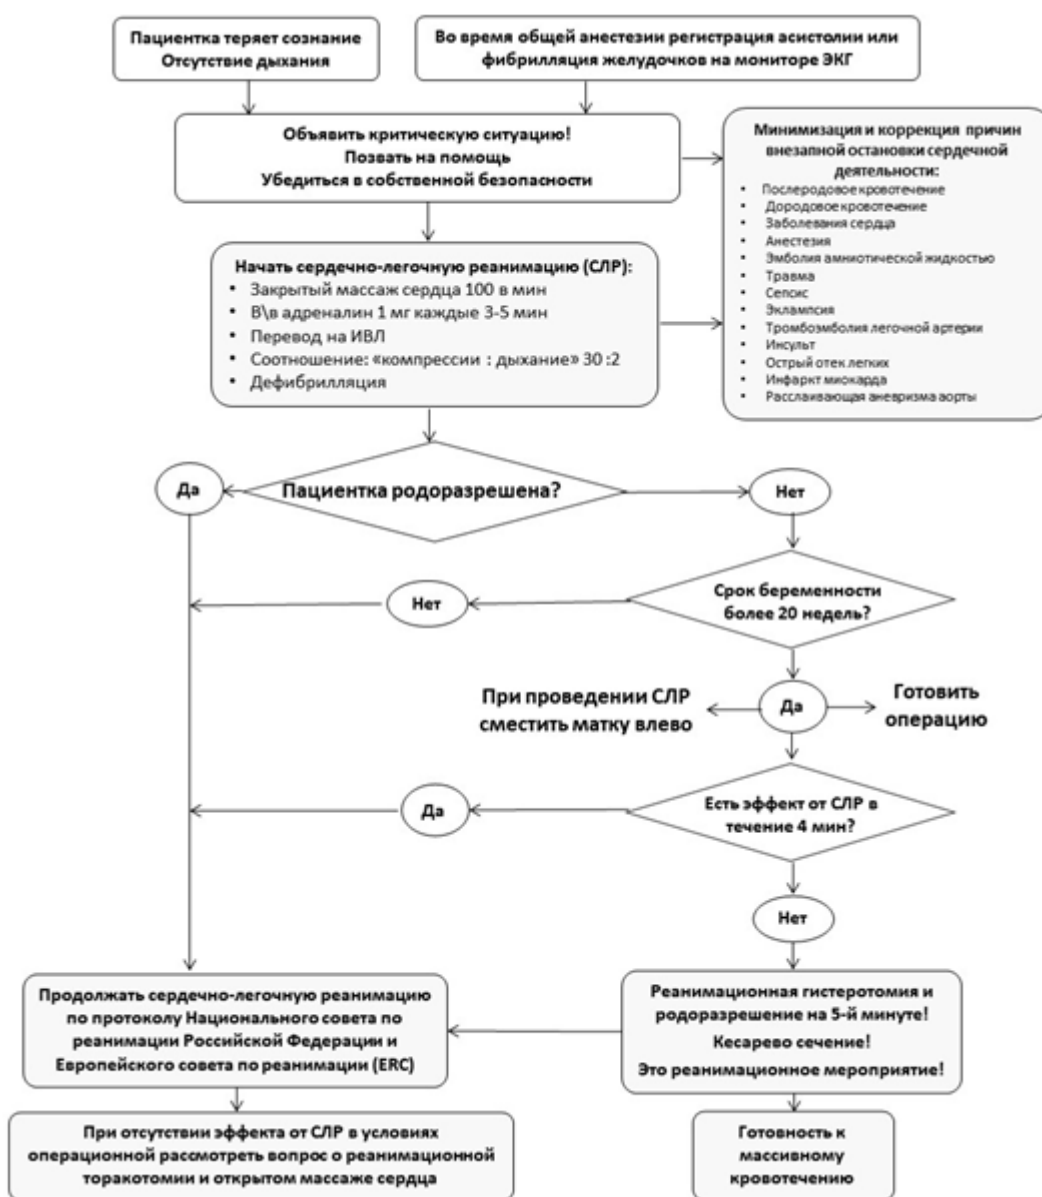 Пациентка теряет сознание
Отсутствие дыхания
Во время общей анестезии регистрация асистолии или
фибрилляция желудочков на мониторе ЭКГ
Объявить критическую ситуацию!
Позвать на помощь
Убедиться в собственной безопасности
Минимизация и коррекция причин
внезапной остановки сердечной
деятельности:
• Послеродовое кровотечение
• Дородовое кровотечение
• Заболевания сердца
• Анестезия
• Эмболия амниотической жидкостью
• Травма
• Сепсис
• Эклампсия
• Тромбоэмболия легочной артерии
• Инсульт
• Острый отек легких
• Инфаркт миокарда
• Расслаивающая аневризма аорты
Начать сердечно-легочную реанимацию (СЛР):
• Закрытый массаж сердца 100 в мин
• В\в адреналин 1 мг каждые 3-5 мин
• Перевод на ИВЛ
• Соотношение: «компрессии : дыхание» 30 :2
• Дефибрилляция
Да
Пациентка родоразрешена?
Нет
Срок беременности
более 20 недель?
Нет
При проведении СЛР
сместить матку влево
Да
Готовить
операцию
Есть эффект от СЛР в
течение 4 мин?
Да
Нет
Продолжать сердечно-легочную реанимацию
по протоколу Национального совета по
реанимации Российской Федерации и
Европейского совета по реанимации (ERC)
Реанимационная гистеротомия и
родоразрешение на 5-й минуте!
Кесарево сечение!
Это реанимационное мероприятие!
При отсутствии эффекта от СЛР в условиях
операционной рассмотреть вопрос о реанимационной
торакотомии и открытом массаже сердца
Готовность к
массивному
кровотечению